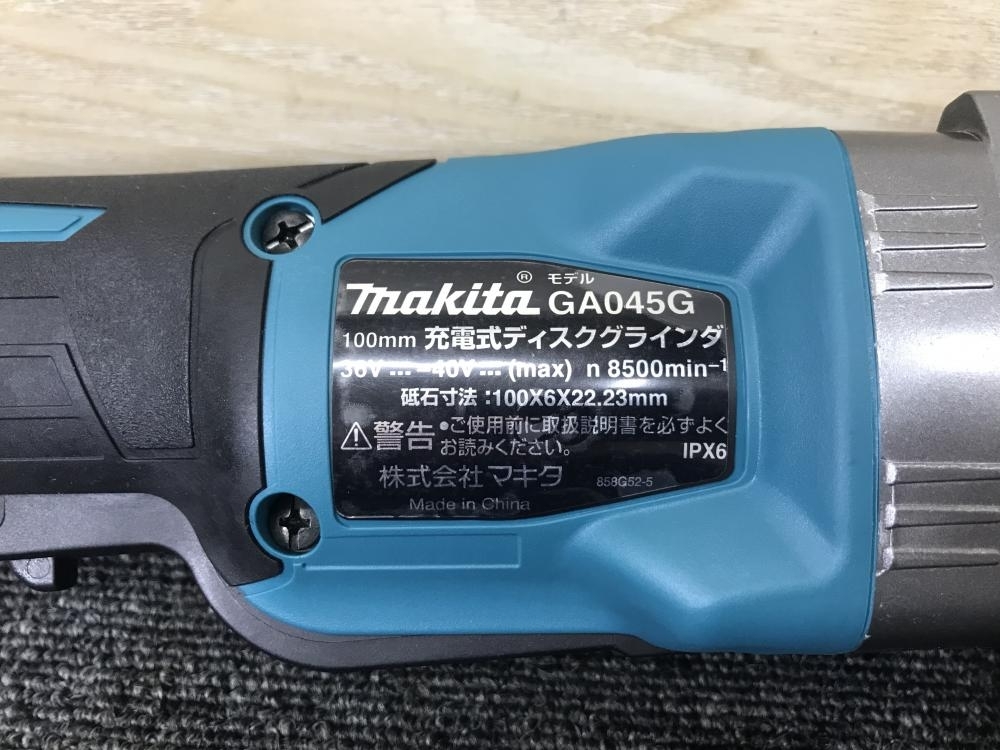 makita® モデル GA045G
100mm 充電式ディスクグラインダ
36V⎓-40V⎓(max) n 8500min⁻¹
砥石寸法:100X6X22.23mm
⚠警告 •ご使用前に取扱説明書を必ずよく
お読みください。
IPX6
株式会社マキタ 858G52-5
Made in China